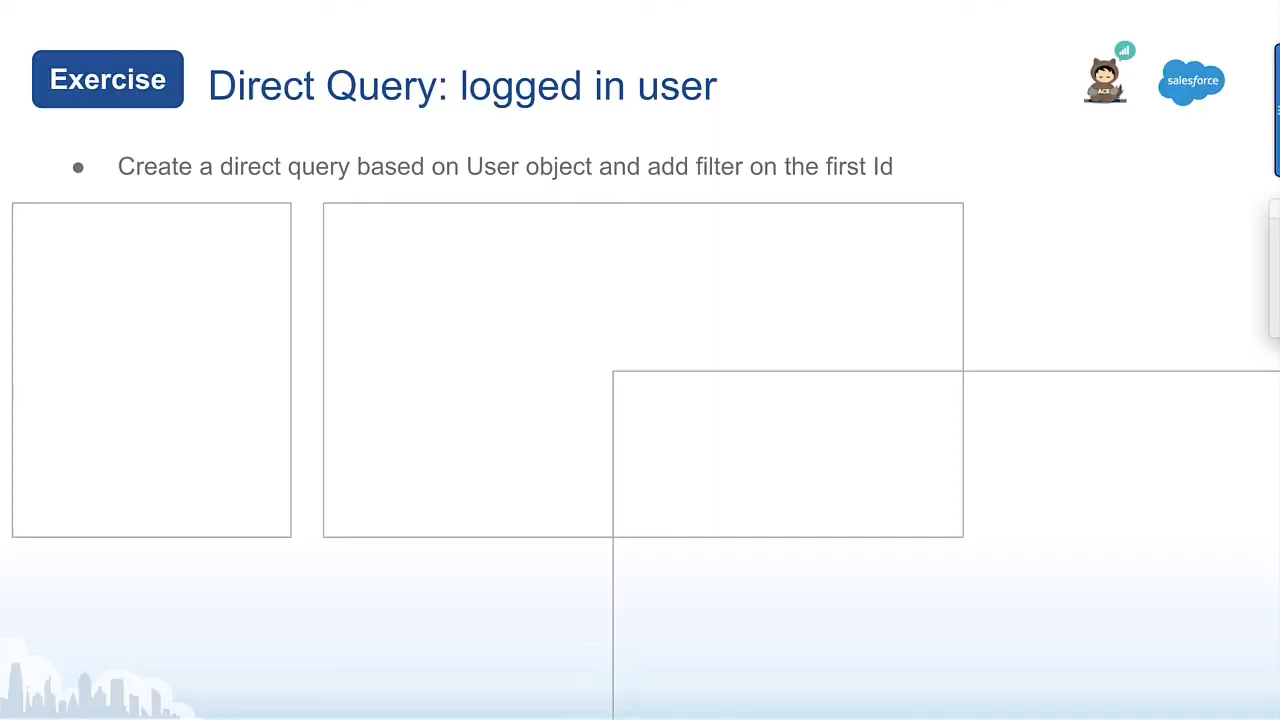 Exercise
Direct Query: logged in user
salesforce
ACE
● Create a direct query based on User object and add filter on the first Id